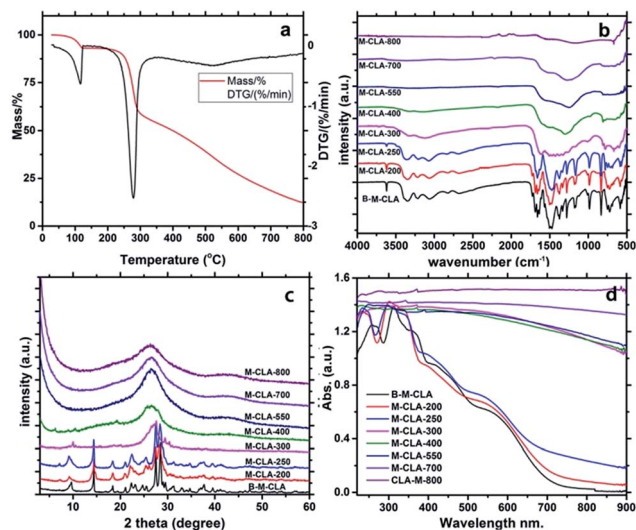 a
100
75
50
25
0
Mass/%
0
-1
-2
-3
DTG/(%/min)
Mass/%
DTG/(%/min)
0 100 200 300 400 500 600 700 800
Temperature (°C)
b
intensity (a.u.)
M-CLA-800
M-CLA-700
M-CLA-550
M-CLA-400
M-CLA-300
M-CLA-250
M-CLA-200
B-M-CLA
4000 3500 3000 2500 2000 1500 1000 500
wavenumber (cm-1)
c
intensity (a.u.)
M-CLA-800
M-CLA-700
M-CLA-550
M-CLA-400
M-CLA-300
M-CLA-250
M-CLA-200
B-M-CLA
10 20 30 40 50 60
2 theta (degree)
d
1.6
1.2
0.8
0.4
0.0
Abs. (a.u.)
B-M-CLA
M-CLA-200
M-CLA-250
M-CLA-300
M-CLA-400
M-CLA-550
M-CLA-700
CLA-M-800
300 400 500 600 700 800 900
Wavelength nm.